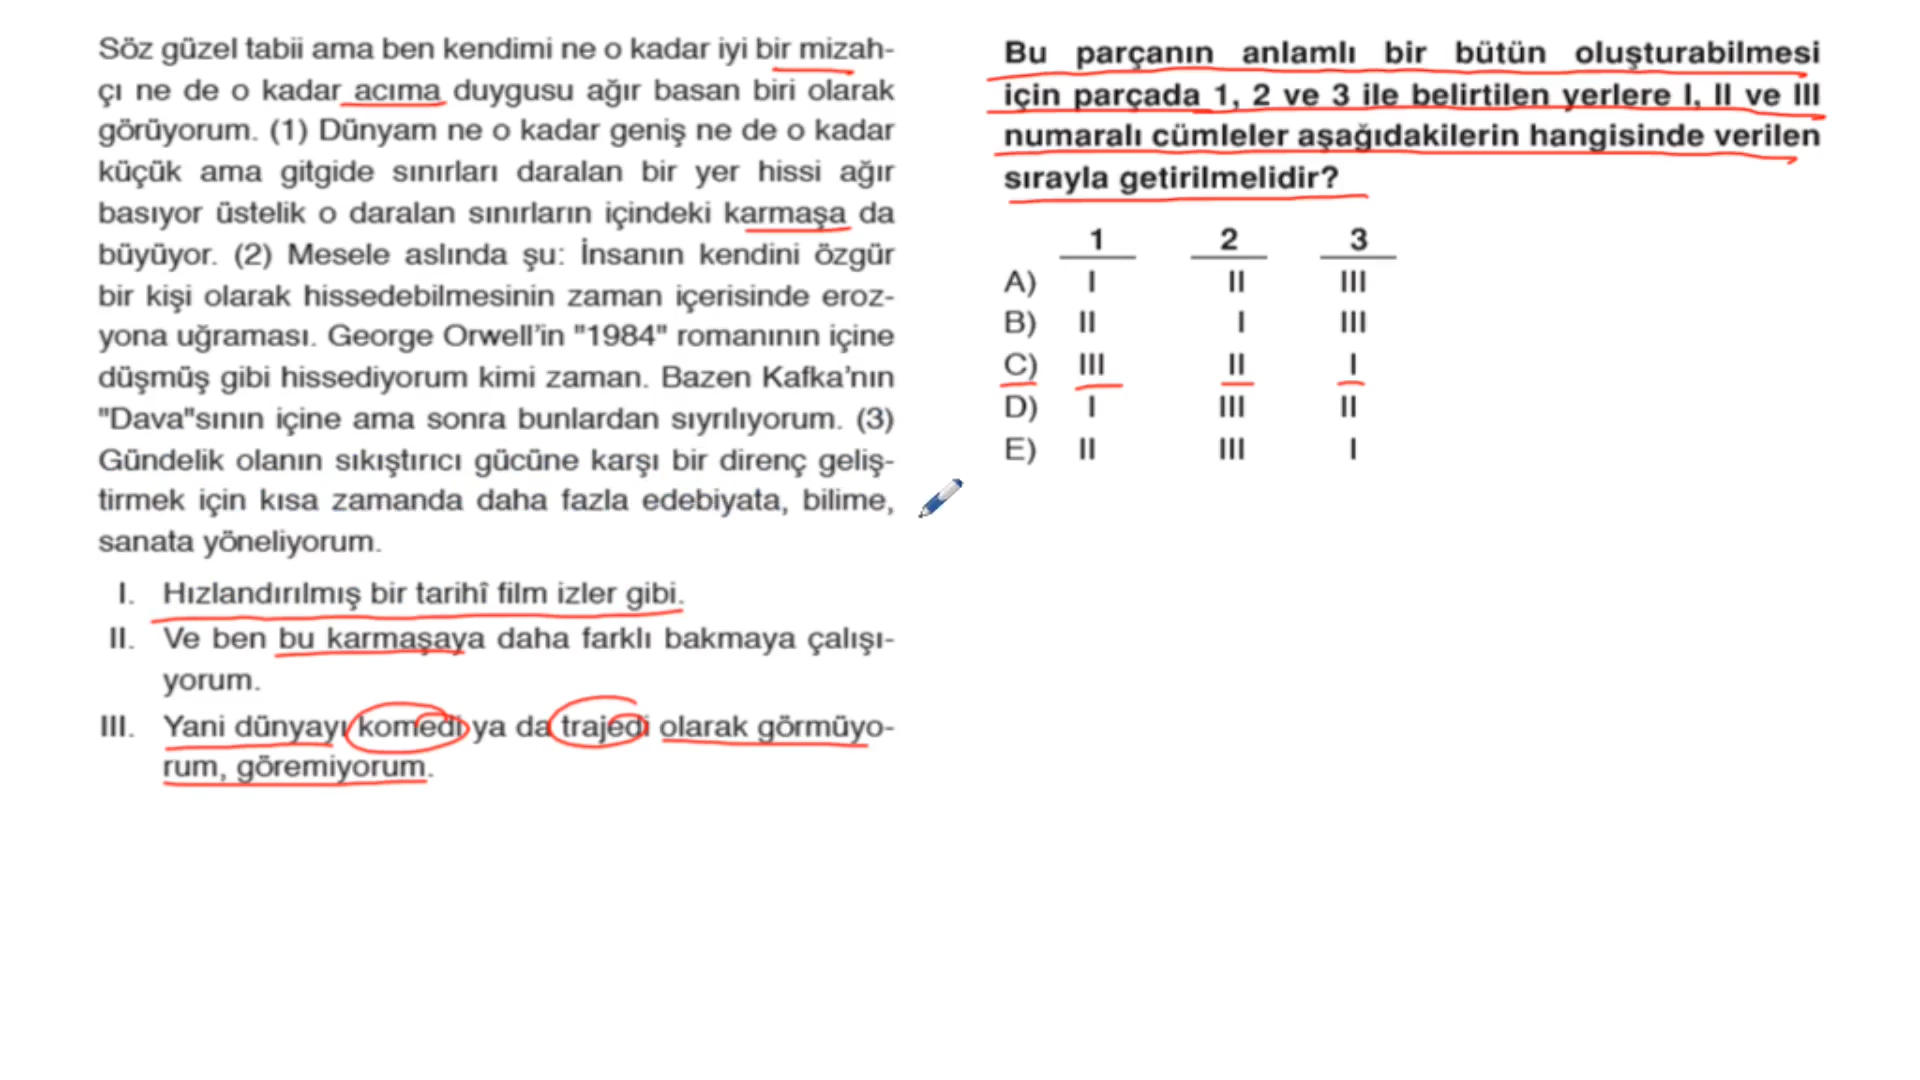 Söz güzel tabii ama ben kendimi ne o kadar iyi bir mizah-
çı ne de o kadar acıma duygusu ağır basan biri olarak
görüyorum. (1) Dünyam ne o kadar geniş ne de o kadar
küçük ama gitgide sınırları daralan bir yer hissi ağır
basıyor üstelik o daralan sınırların içindeki karmaşa da
büyüyor. (2) Mesele aslında şu: İnsanın kendini özgür
bir kişi olarak hissedebilmesinin zaman içerisinde eroz-
yona uğraması. George Orwell'in "1984" romanının içine
düşmüş gibi hissediyorum kimi zaman. Bazen Kafka'nın
"Dava"sının içine ama sonra bunlardan sıyrılıyorum. (3)
Gündelik olanın sıkıştırıcı gücüne karşı bir direnç geliş-
tirmek için kısa zamanda daha fazla edebiyata, bilime,
sanata yöneliyorum.
I. Hızlandırılmış bir tarihî film izler gibi.
II. Ve ben bu karmaşaya daha farklı bakmaya çalışı-
yorum.
III. Yani dünyayı komedi ya da trajedi olarak görmüyo-
rum, göremiyorum.
Bu parçanın anlamlı bir bütün oluşturabilmesi
için parçada 1, 2 ve 3 ile belirtilen yerlere I, II ve III
numaralı cümleler aşağıdakilerin hangisinde verilen
sırayla getirilmelidir?
1 2 3
A) I II III
B) II I III
C) III II I
D) I III II
E) II III I